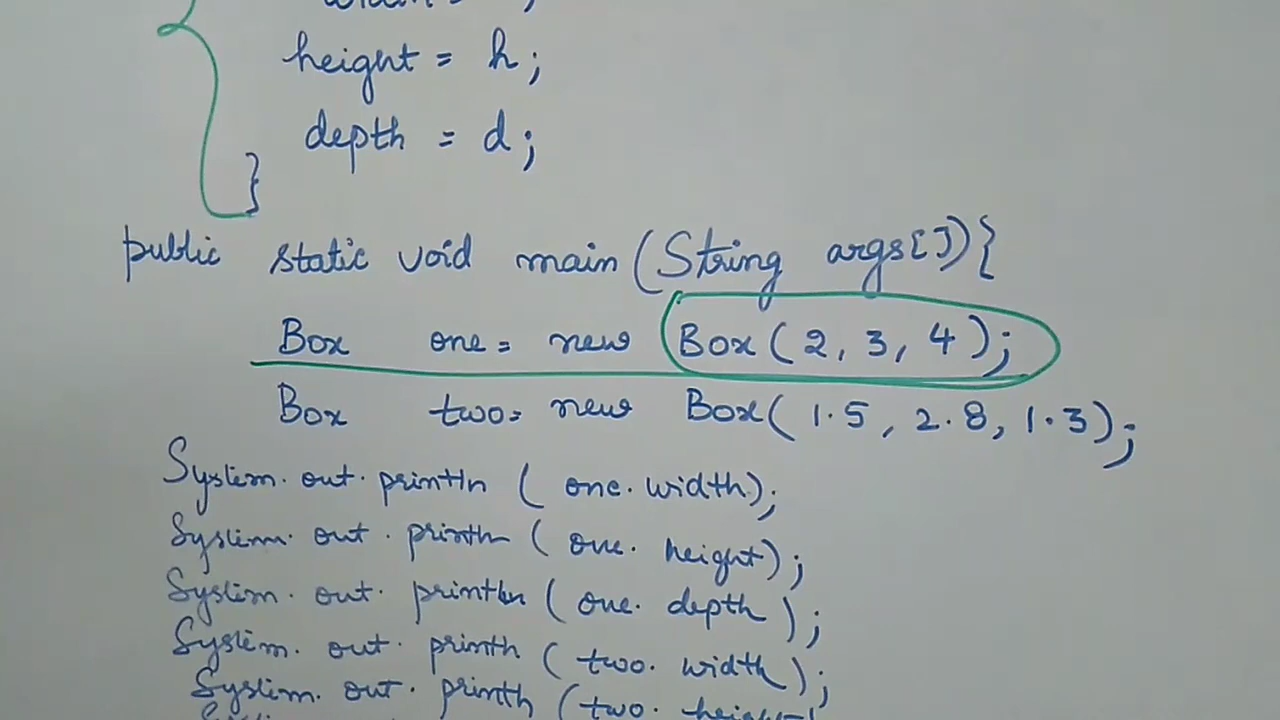 height = h;
depth = d;
}
public static void main(String args[]){
Box one = new Box(2, 3, 4);
Box two = new Box(1.5, 2.8, 1.3);
System.out.println(one.width);
System.out.println(one.height);
System.out.println(one.depth);
System.out.println(two.width);
System.out.println(two.height